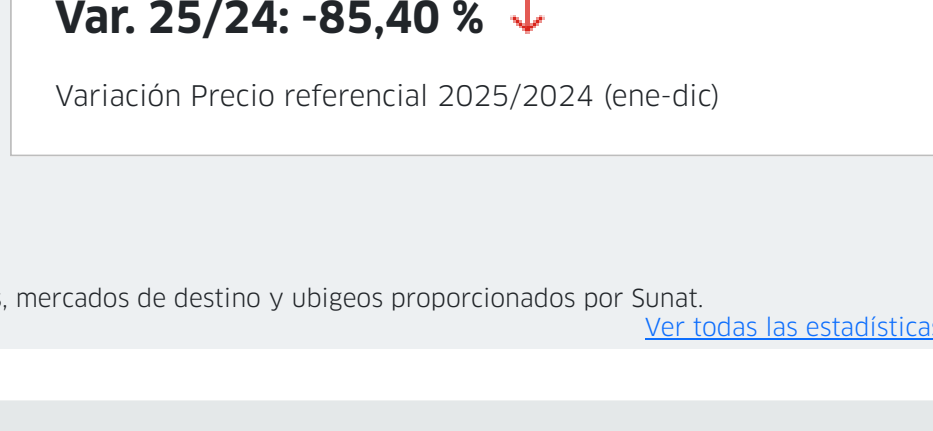 Var. 25/24: -85,40 %
Variación Precio referencial 2025/2024 (ene-dic)
mercados de destino y ubigeos proporcionados por Sunat.
Ver todas las estadísticas